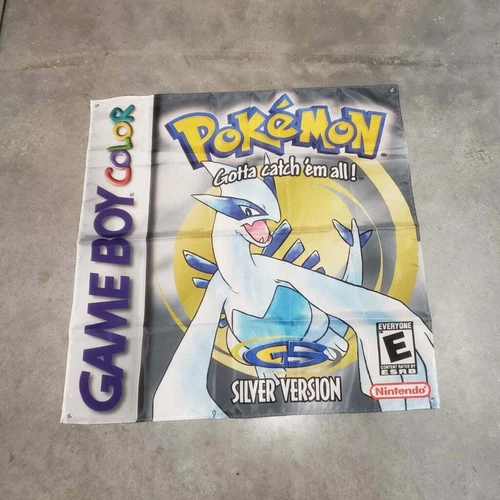 GAME BOY COLOR
POKéMON
Gotta catch 'em all!
GS
SILVER VERSION
EVERYONE
E
CONTENT RATED BY
ESRB
Nintendo